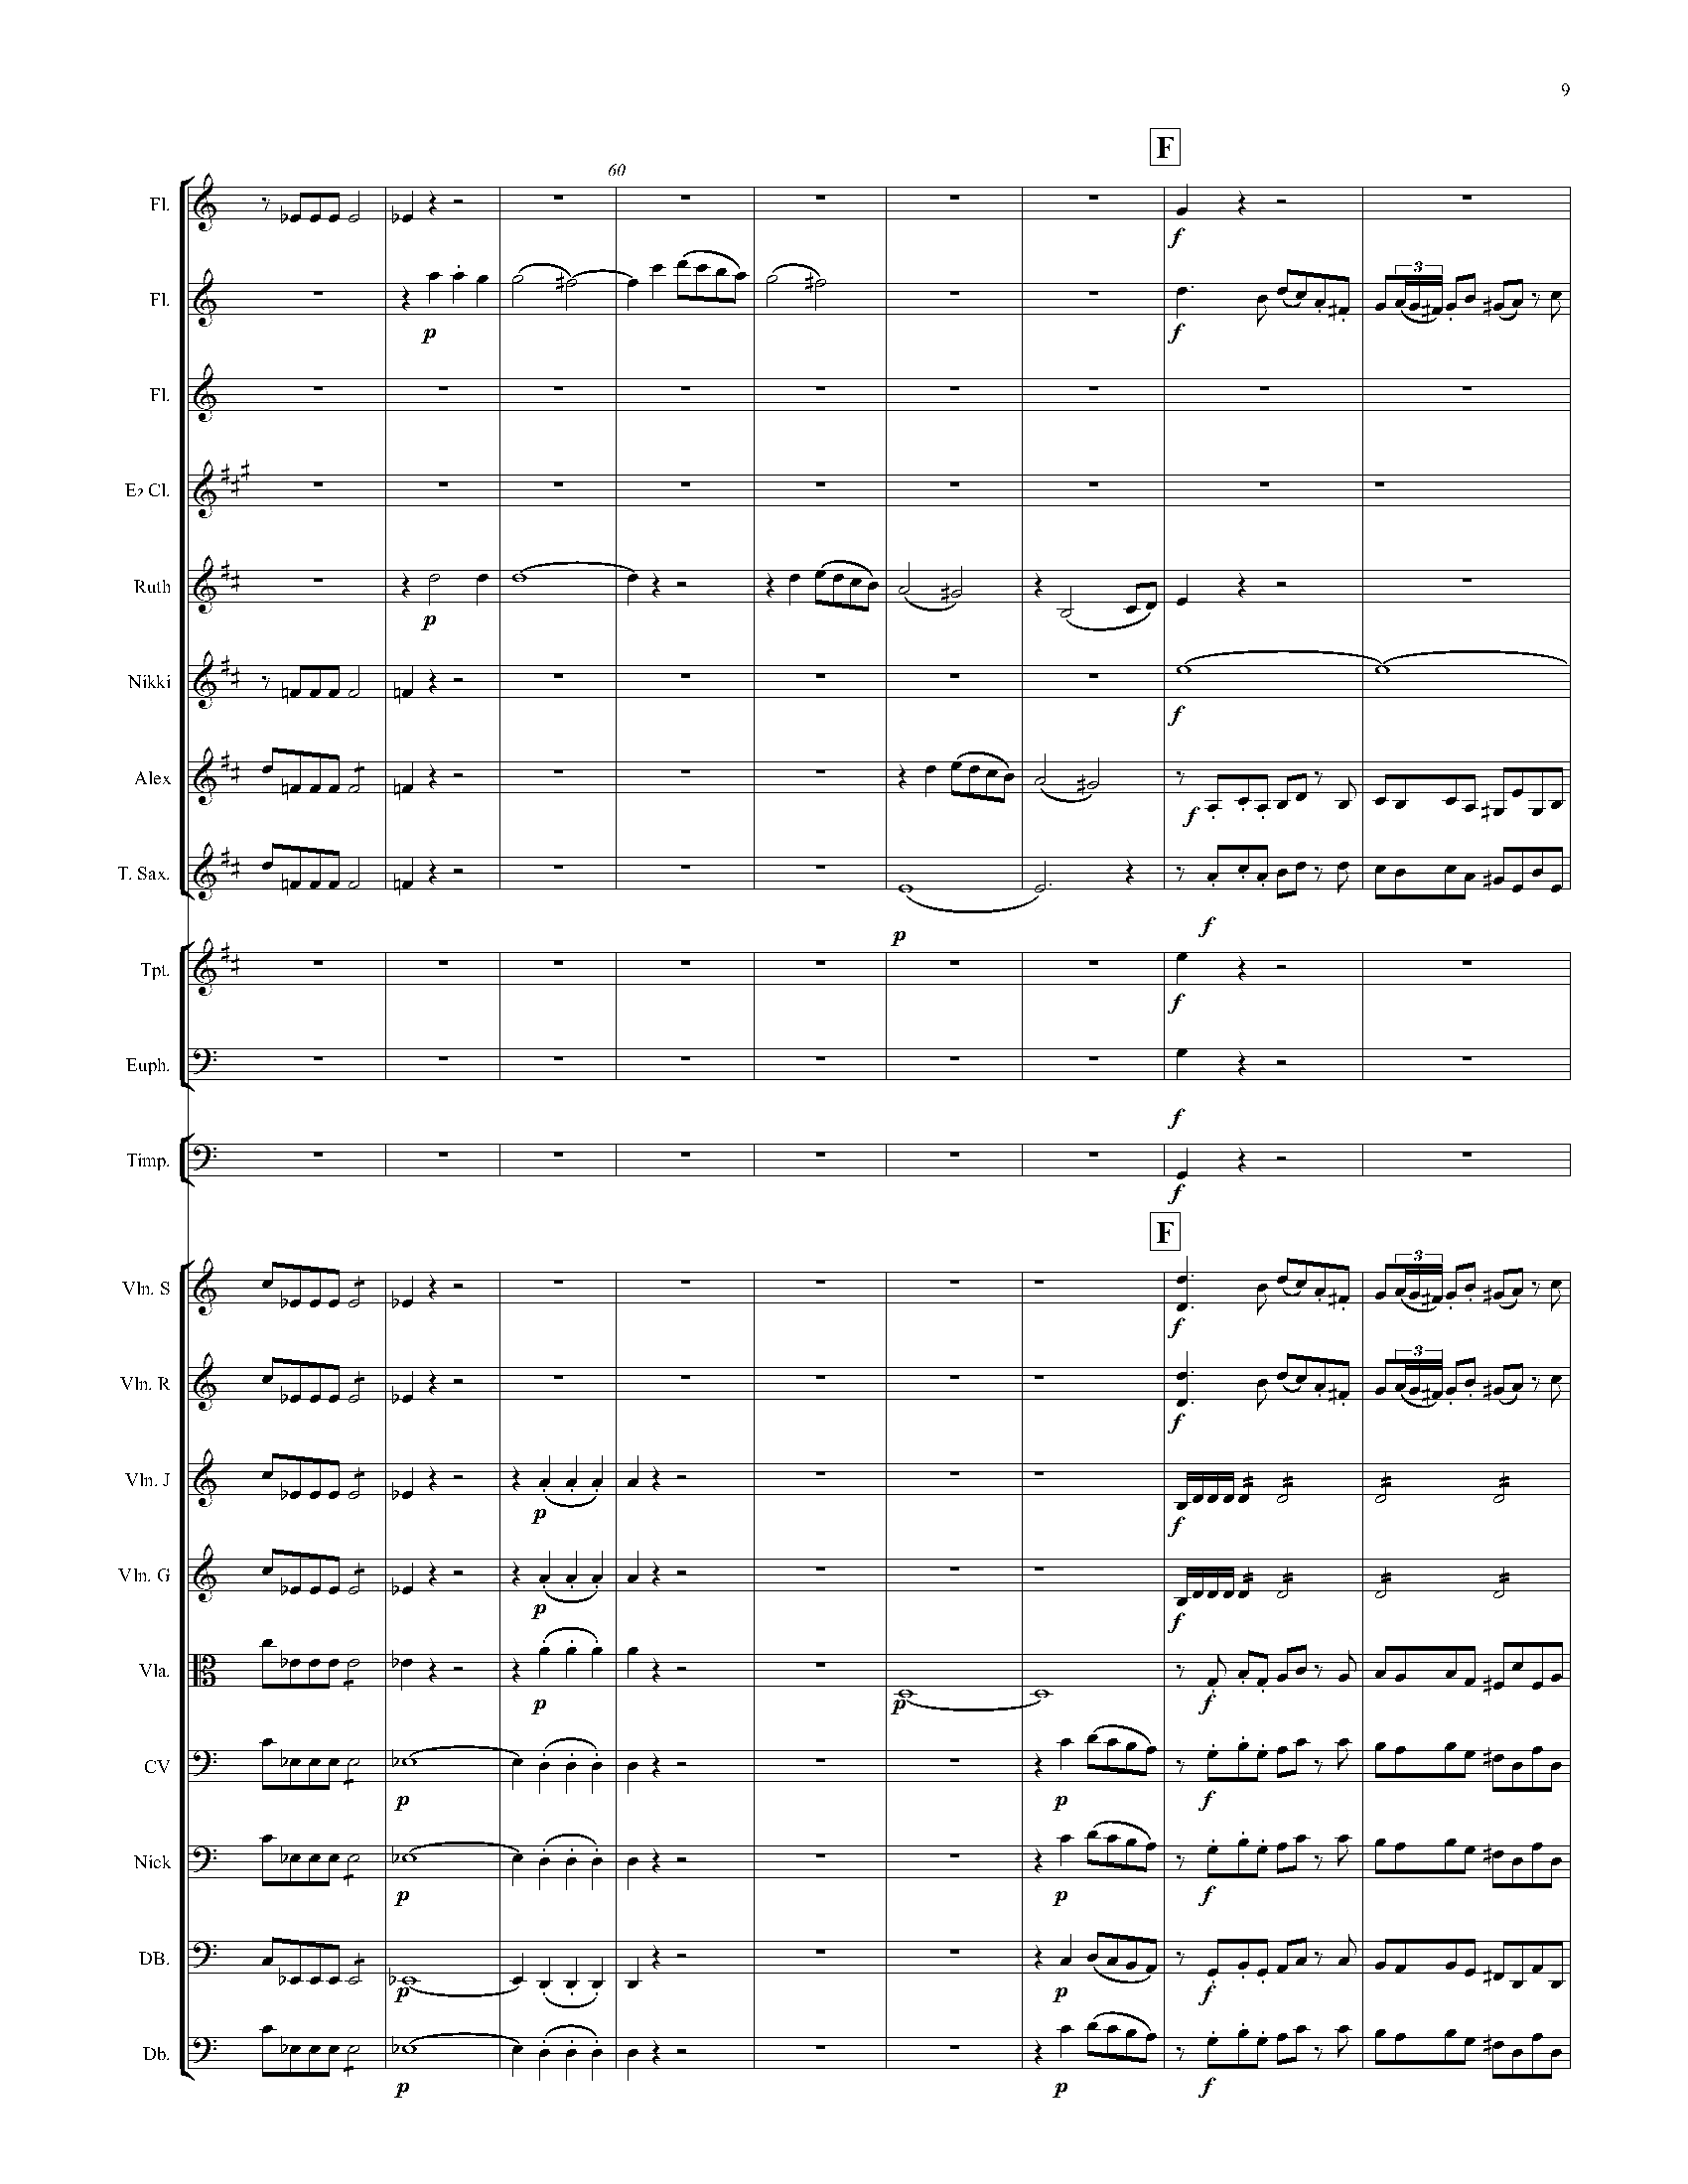 9
F
60
Fl.
f
Fl.
3
p
f
Fl.
E♭ Cl.
Ruth
p
Nikki
f
Alex
f
T. Sax.
p
f
Tpt.
f
Euph.
f
Timp.
f
F
Vln. S
3
f
Vln. R
3
f
Vln. J
p
f
Vln. G
p
f
Vla.
p
p
f
CV
p
p
f
Nick
p
p
f
DB.
p
p
f
Db.
p
p
f